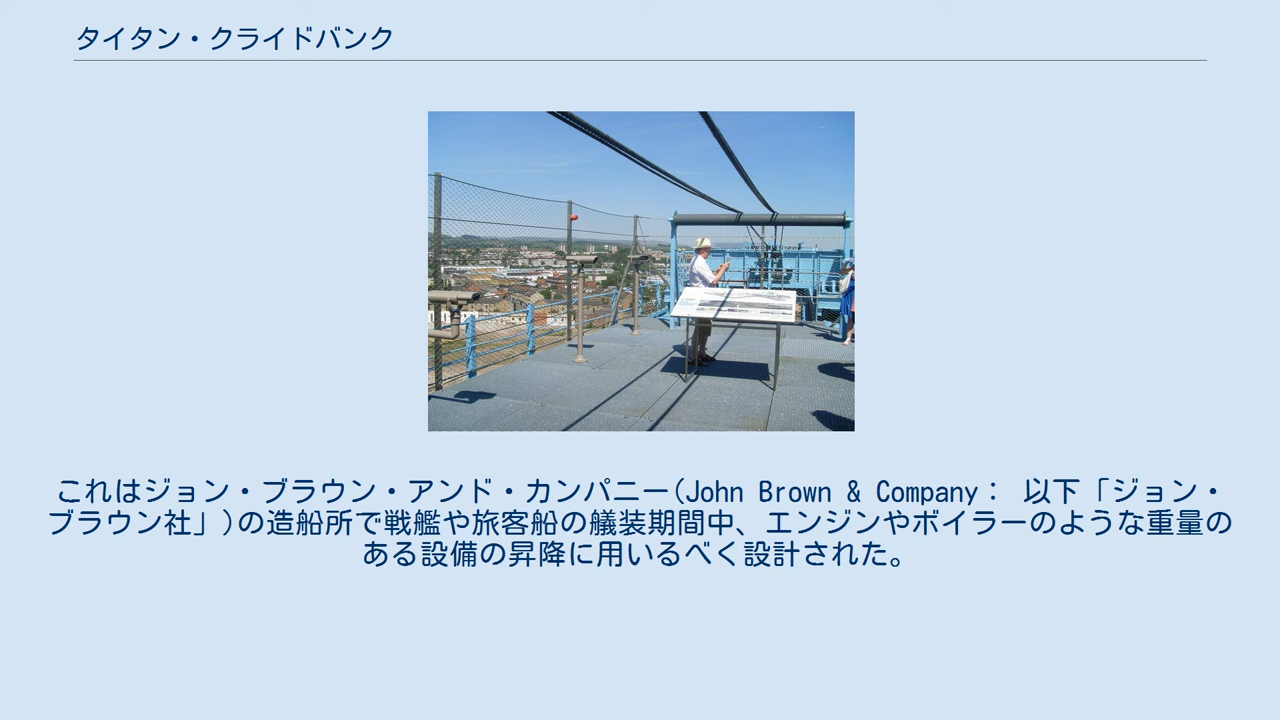 タイタン・クライドバンク
これはジョン・ブラウン・アンド・カンパニー(John Brown & Company： 以下「ジョン・
ブラウン社」)の造船所で戦艦や旅客船の艤装期間中、エンジンやボイラーのような重量の
ある設備の昇降に用いるべく設計された。